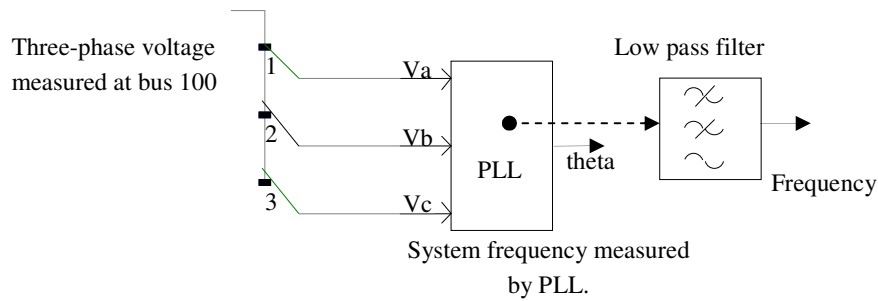 Three-phase voltage
measured at bus 100
1
2
3
Va
Vb
Vc
PLL
theta
Low pass filter
Frequency
System frequency measured
by PLL.